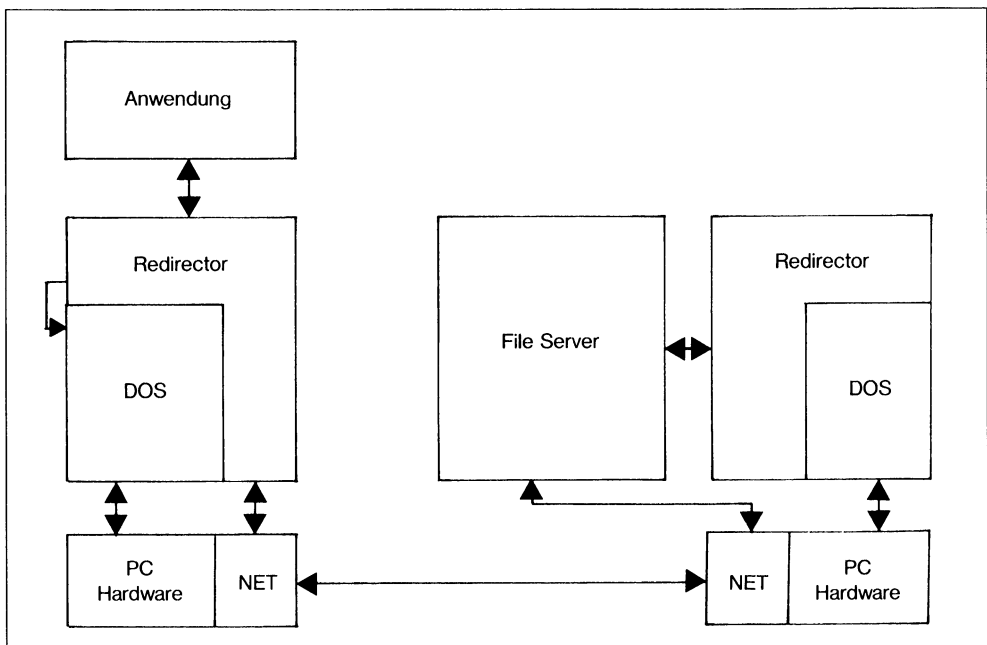 Anwendung
Redirector
DOS
PC
Hardware
NET
File Server
Redirector
DOS
NET
PC
Hardware